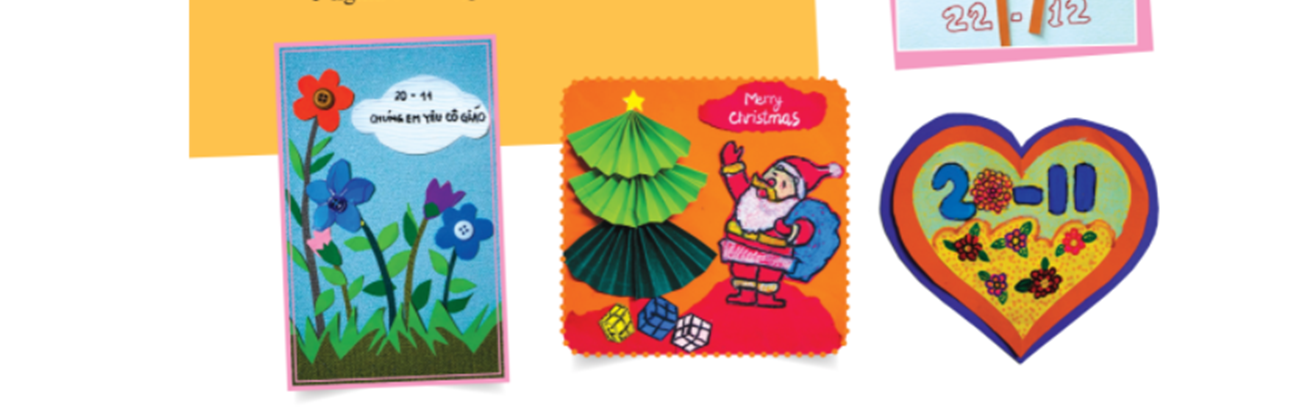 22-12
20-11
CHÚNG EM YÊU CÔ GIÁO
Merry
Christmas
20-11